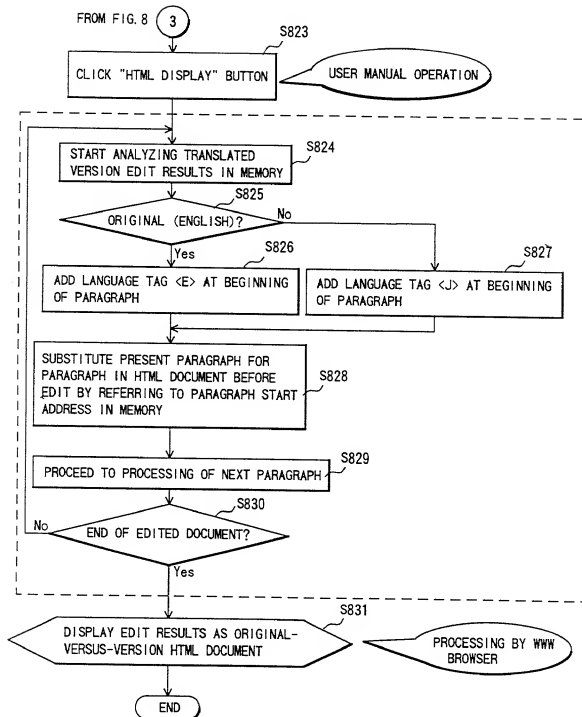 FROM FIG. 8
3
S823
CLICK "HTML DISPLAY" BUTTON
USER MANUAL OPERATION
S824
START ANALYZING TRANSLATED
VERSION EDIT RESULTS IN MEMORY
S825
ORIGINAL (ENGLISH)?
No
Yes
S826
ADD LANGUAGE TAG <E> AT BEGINNING
OF PARAGRAPH
S827
ADD LANGUAGE TAG <J> AT BEGINNING
OF PARAGRAPH
SUBSTITUTE PRESENT PARAGRAPH FOR
PARAGRAPH IN HTML DOCUMENT BEFORE
EDIT BY REFERRING TO PARAGRAPH START
ADDRESS IN MEMORY
S828
S829
PROCEED TO PROCESSING OF NEXT PARAGRAPH
S830
No
END OF EDITED DOCUMENT?
Yes
S831
DISPLAY EDIT RESULTS AS ORIGINAL-
VERSUS-VERSION HTML DOCUMENT
PROCESSING BY WWW
BROWSER
END